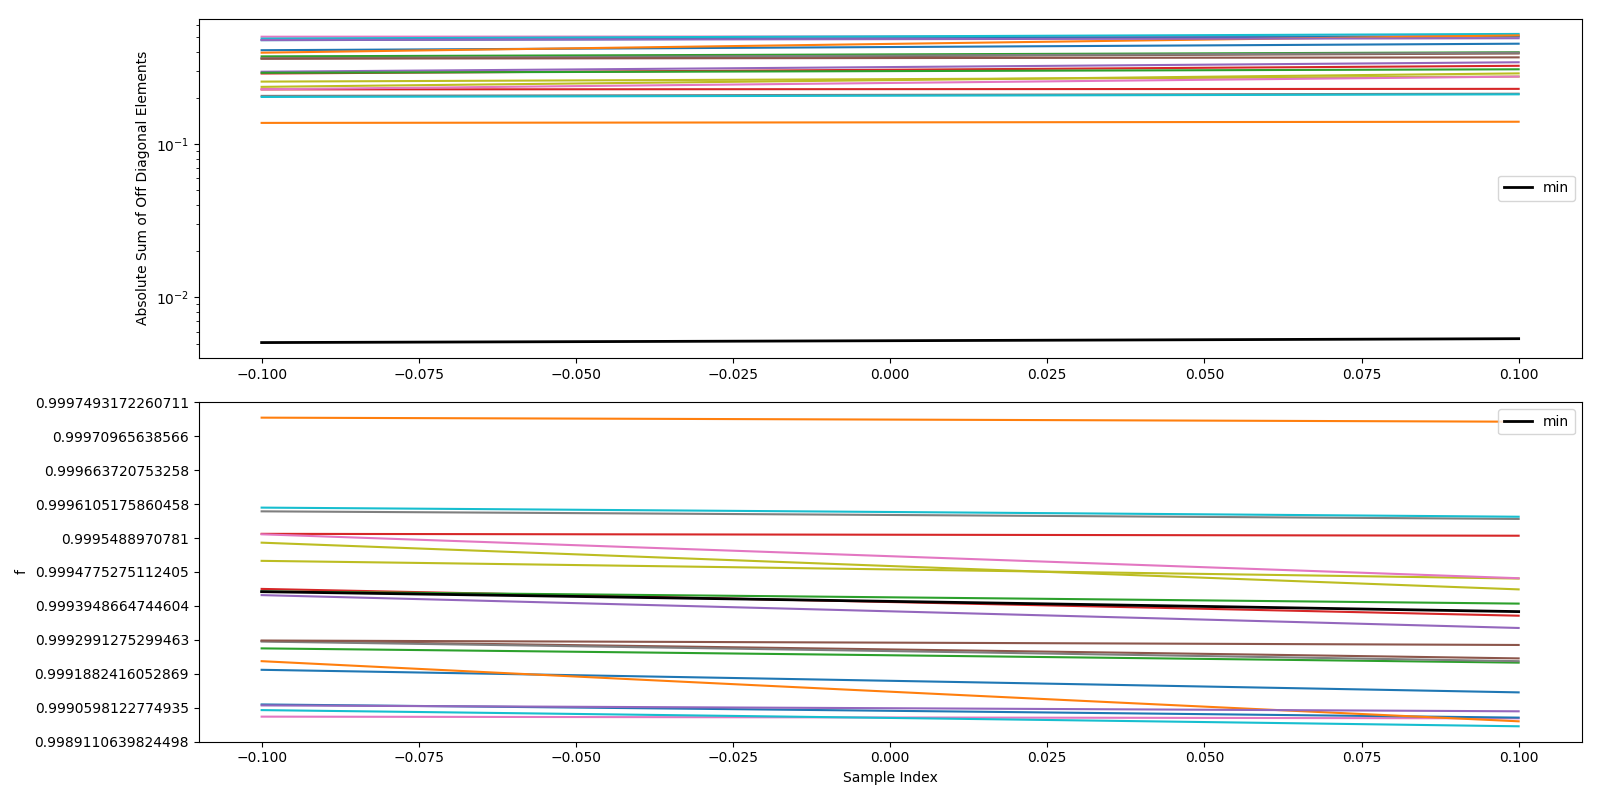 Absolute Sum of Off Diagonal Elements
10⁻¹
10⁻²
min
−0.100 −0.075 −0.050 −0.025 0.000 0.025 0.050 0.075 0.100
f
0.9997493172260711
0.99970965638566
0.999663720753258
0.9996105175860458
0.9995488970781
0.9994775275112405
0.9993948664744604
0.9992991275299463
0.9991882416052869
0.9990598122774935
0.9989110639824498
min
−0.100 −0.075 −0.050 −0.025 0.000 0.025 0.050 0.075 0.100
Sample Index